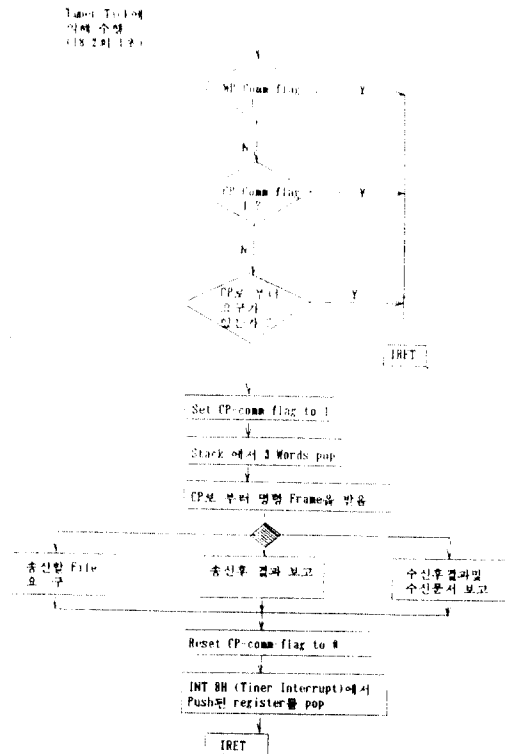 Timer Tick에
의해 수행
(18.2회 1초)
WP Comm flag
Y
N
CP Comm flag
1 ?
Y
N
CP로 부터
요구가
있는가 ?
Y
IRET
Set CP-comm flag to 1
Stack 에서 3 Words pop
CP로 부터 명령 Frame을 받음
송신할 File
요 구
송신후 결과 보고
수신후결과및
수신문서 보고
Reset CP-comm-flag to 0
INT 8H (Timer Interrupt)에서
Push된 register를 pop
IRET